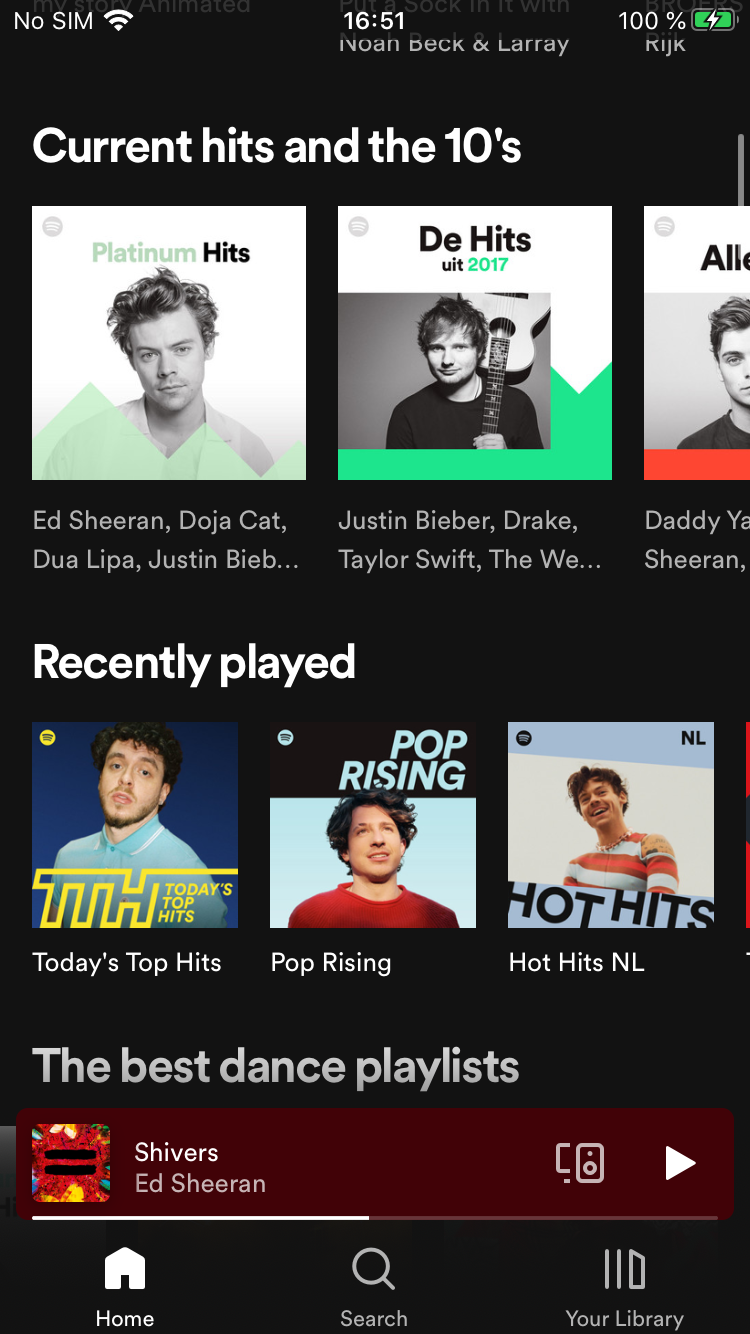 my story Animated
Put a Sock In It with
BROERS
No SIM
16:51
100 %
Noah Beck & Larray
Rijk
Current hits and the 10's
Platinum Hits
De Hits
uit 2017
Alle
Ed Sheeran, Doja Cat,
Dua Lipa, Justin Bieb...
Justin Bieber, Drake,
Taylor Swift, The We...
Daddy Ya
Sheeran,
Recently played
TTH TODAY'S
TOP
HITS
POP
RISING
NL
HOT HITS
Today's Top Hits
Pop Rising
Hot Hits NL
The best dance playlists
Shivers
Ed Sheeran
Home
Search
Your Library